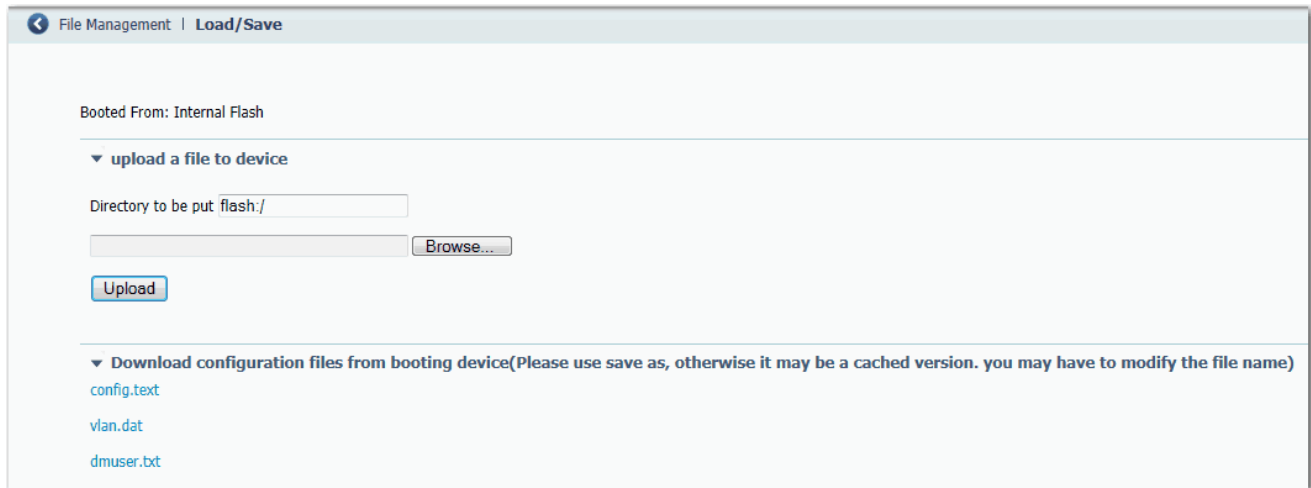 File Management | Load/Save
Booted From: Internal Flash
upload a file to device
Directory to be put flash:/
Browse...
Upload
Download configuration files from booting device(Please use save as, otherwise it may be a cached version. you may have to modify the file name)
config.text
vlan.dat
dmuser.txt